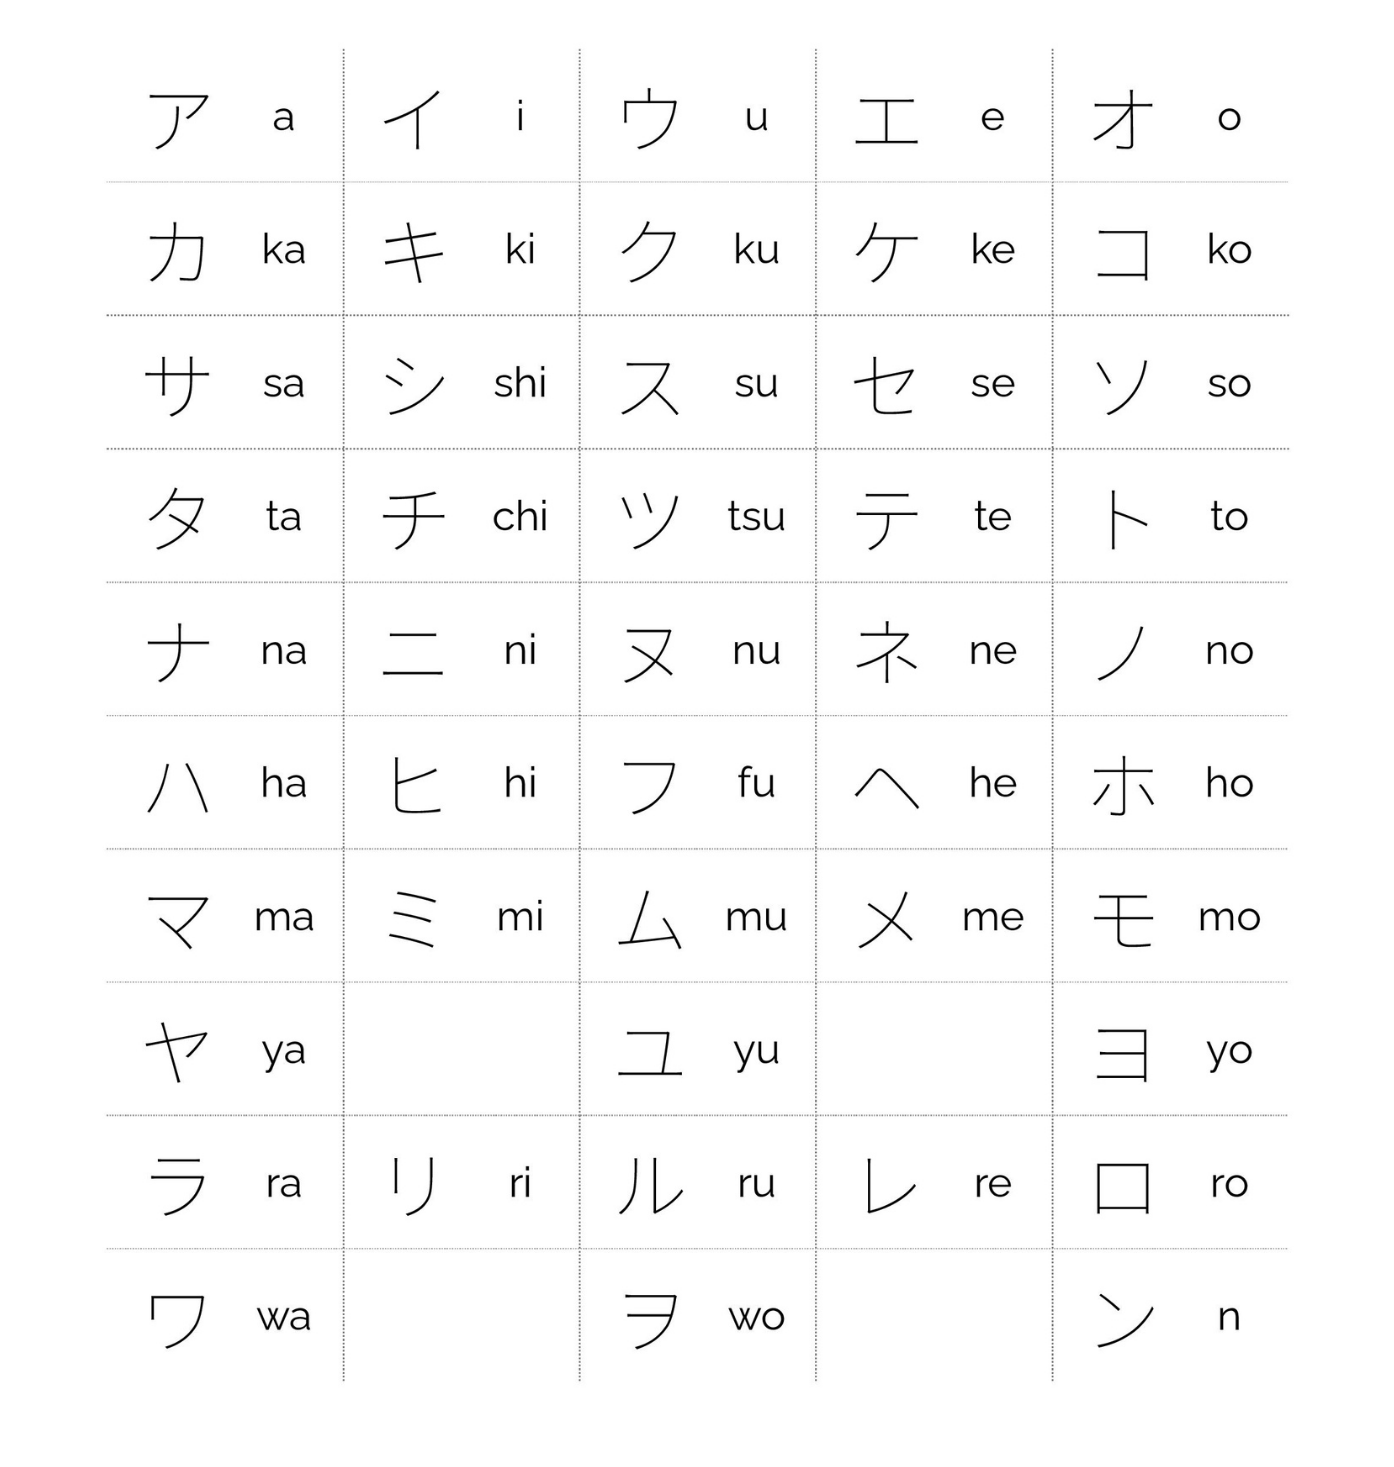 ア a イ i ウ u エ e オ o
カ ka キ ki ク ku ケ ke コ ko
サ sa シ shi ス su セ se ソ so
タ ta チ chi ツ tsu テ te ト to
ナ na ニ ni ヌ nu ネ ne ノ no
ハ ha ヒ hi フ fu ヘ he ホ ho
マ ma ミ mi ム mu メ me モ mo
ヤ ya ユ yu ヨ yo
ラ ra リ ri ル ru レ re ロ ro
ワ wa ヲ wo ン n